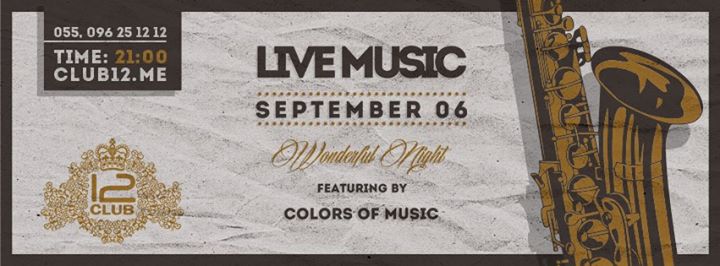 055, 096 25 12 12
TIME: 21:00
CLUB12.ME
LIVE MUSIC
SEPTEMBER 06
Wonderful Night
FEATURING BY
COLORS OF MUSIC
12
CLUB